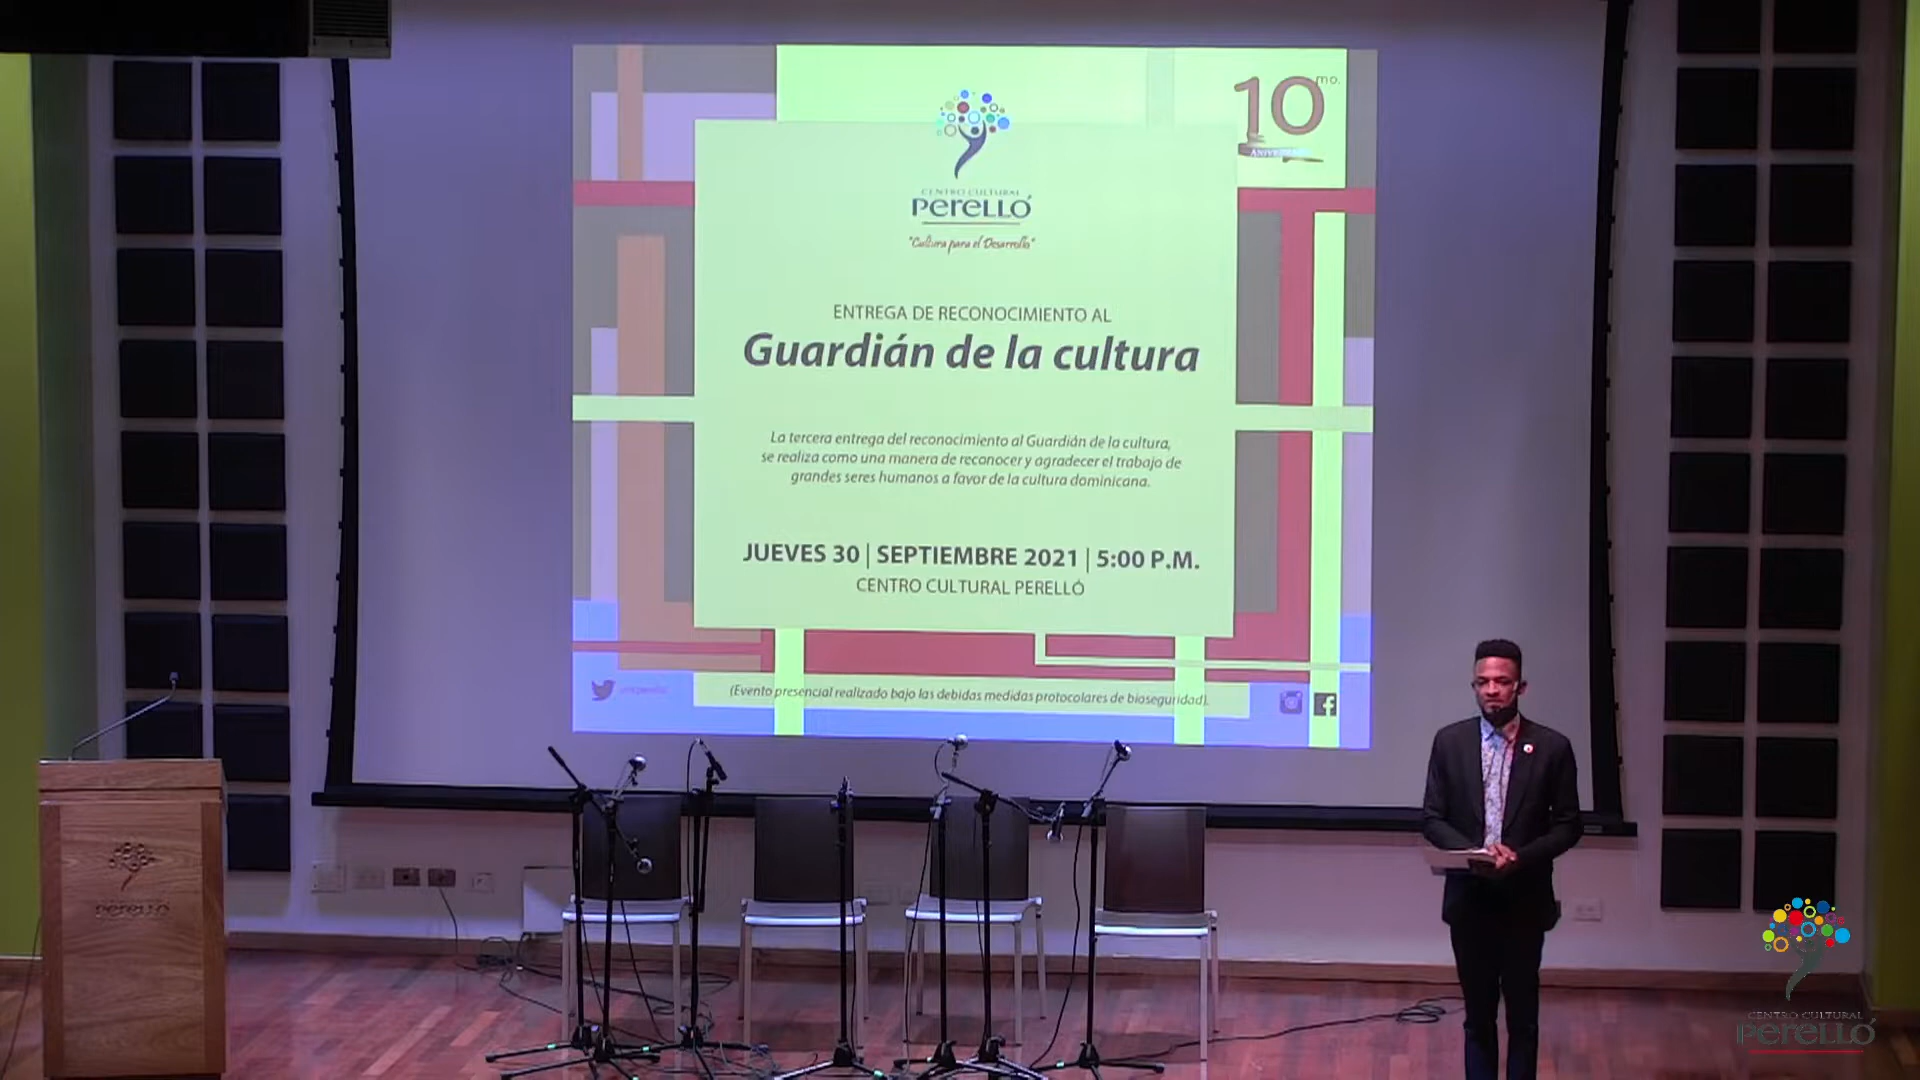 10mo.
ANIVERSARIO
CENTRO CULTURAL
PERELLÓ
"Cultura para el Desarrollo"
ENTREGA DE RECONOCIMIENTO AL
Guardián de la cultura
La tercera entrega del reconocimiento al Guardián de la cultura,
se realiza como una manera de reconocer y agradecer el trabajo de
grandes seres humanos a favor de la cultura dominicana.
JUEVES 30 | SEPTIEMBRE 2021 | 5:00 P.M.
CENTRO CULTURAL PERELLÓ
(Evento presencial realizado bajo las debidas medidas protocolares de bioseguridad).
PERELLÓ
CENTRO CULTURAL
PERELLÓ